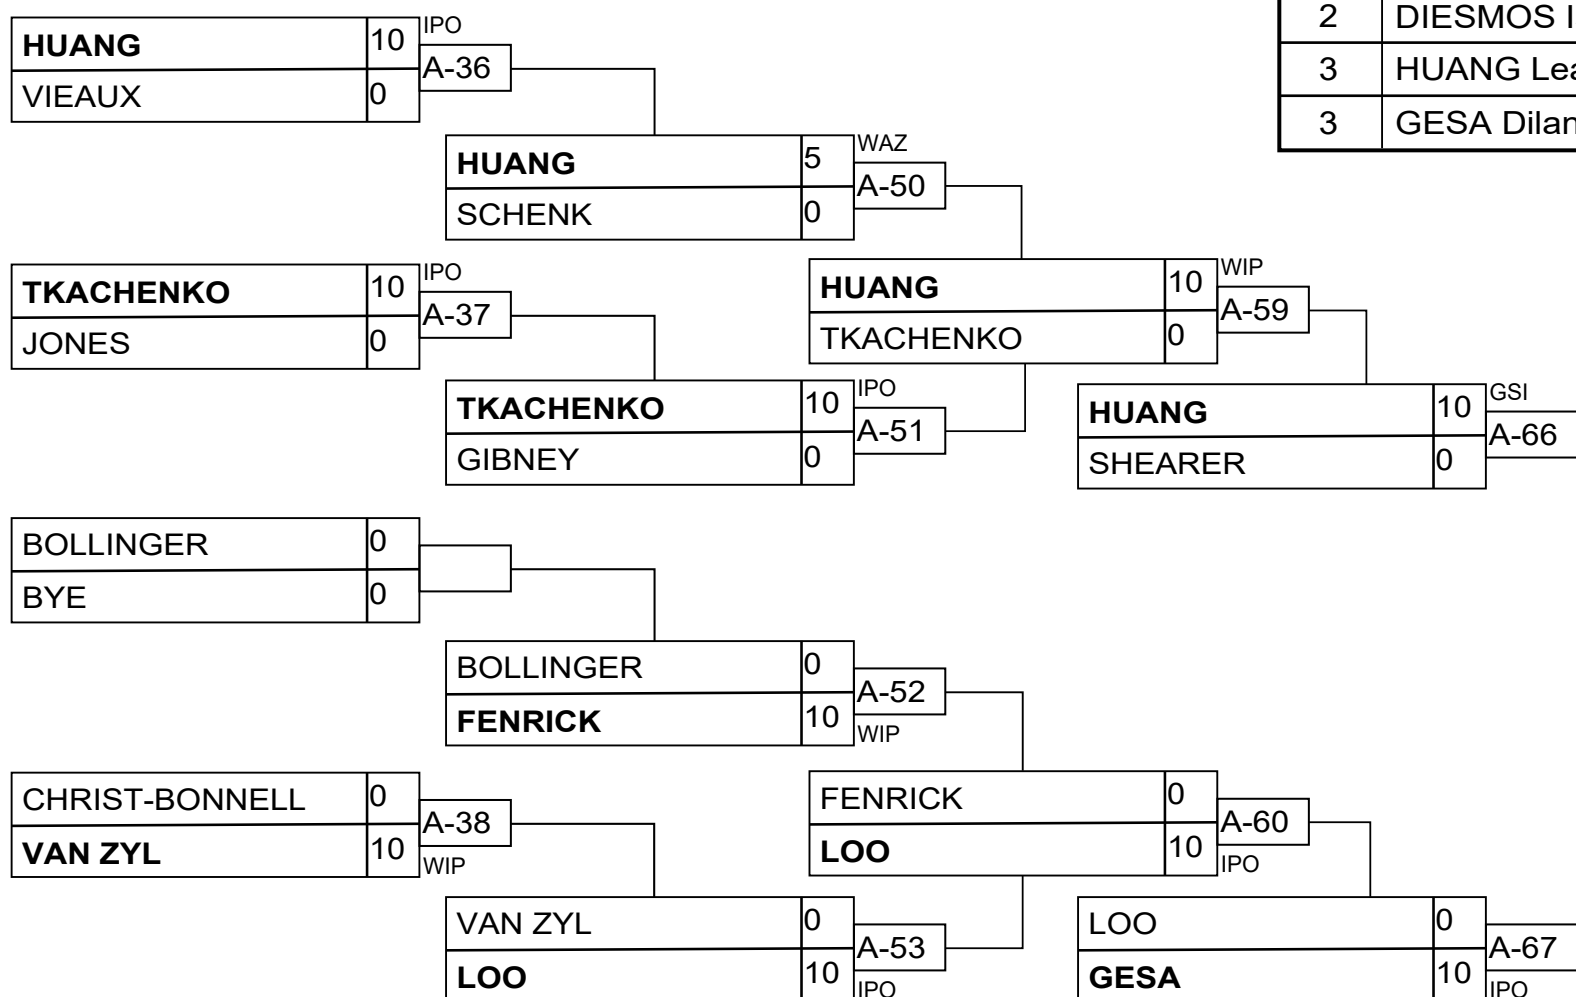 2 DIESMOS
3 HUANG
3 GESA
HUANG 10 IPO
A-36
VIEAUX 0
HUANG 5 WAZ
A-50
SCHENK 0
TKACHENKO 10 IPO
A-37
JONES 0
HUANG 10 WIP
A-59
TKACHENKO 0
TKACHENKO 10 IPO
A-51
GIBNEY 0
HUANG 10 GSI
A-66
SHEARER 0
BOLLINGER 0
BYE 0
BOLLINGER 0
A-52
FENRICK 10 WIP
CHRIST-BONNELL 0
A-38
VAN ZYL 10 WIP
FENRICK 0
A-60
LOO 10 IPO
VAN ZYL 0
A-53
LOO 10 IPO
LOO 0
A-67
GESA 10 IPO